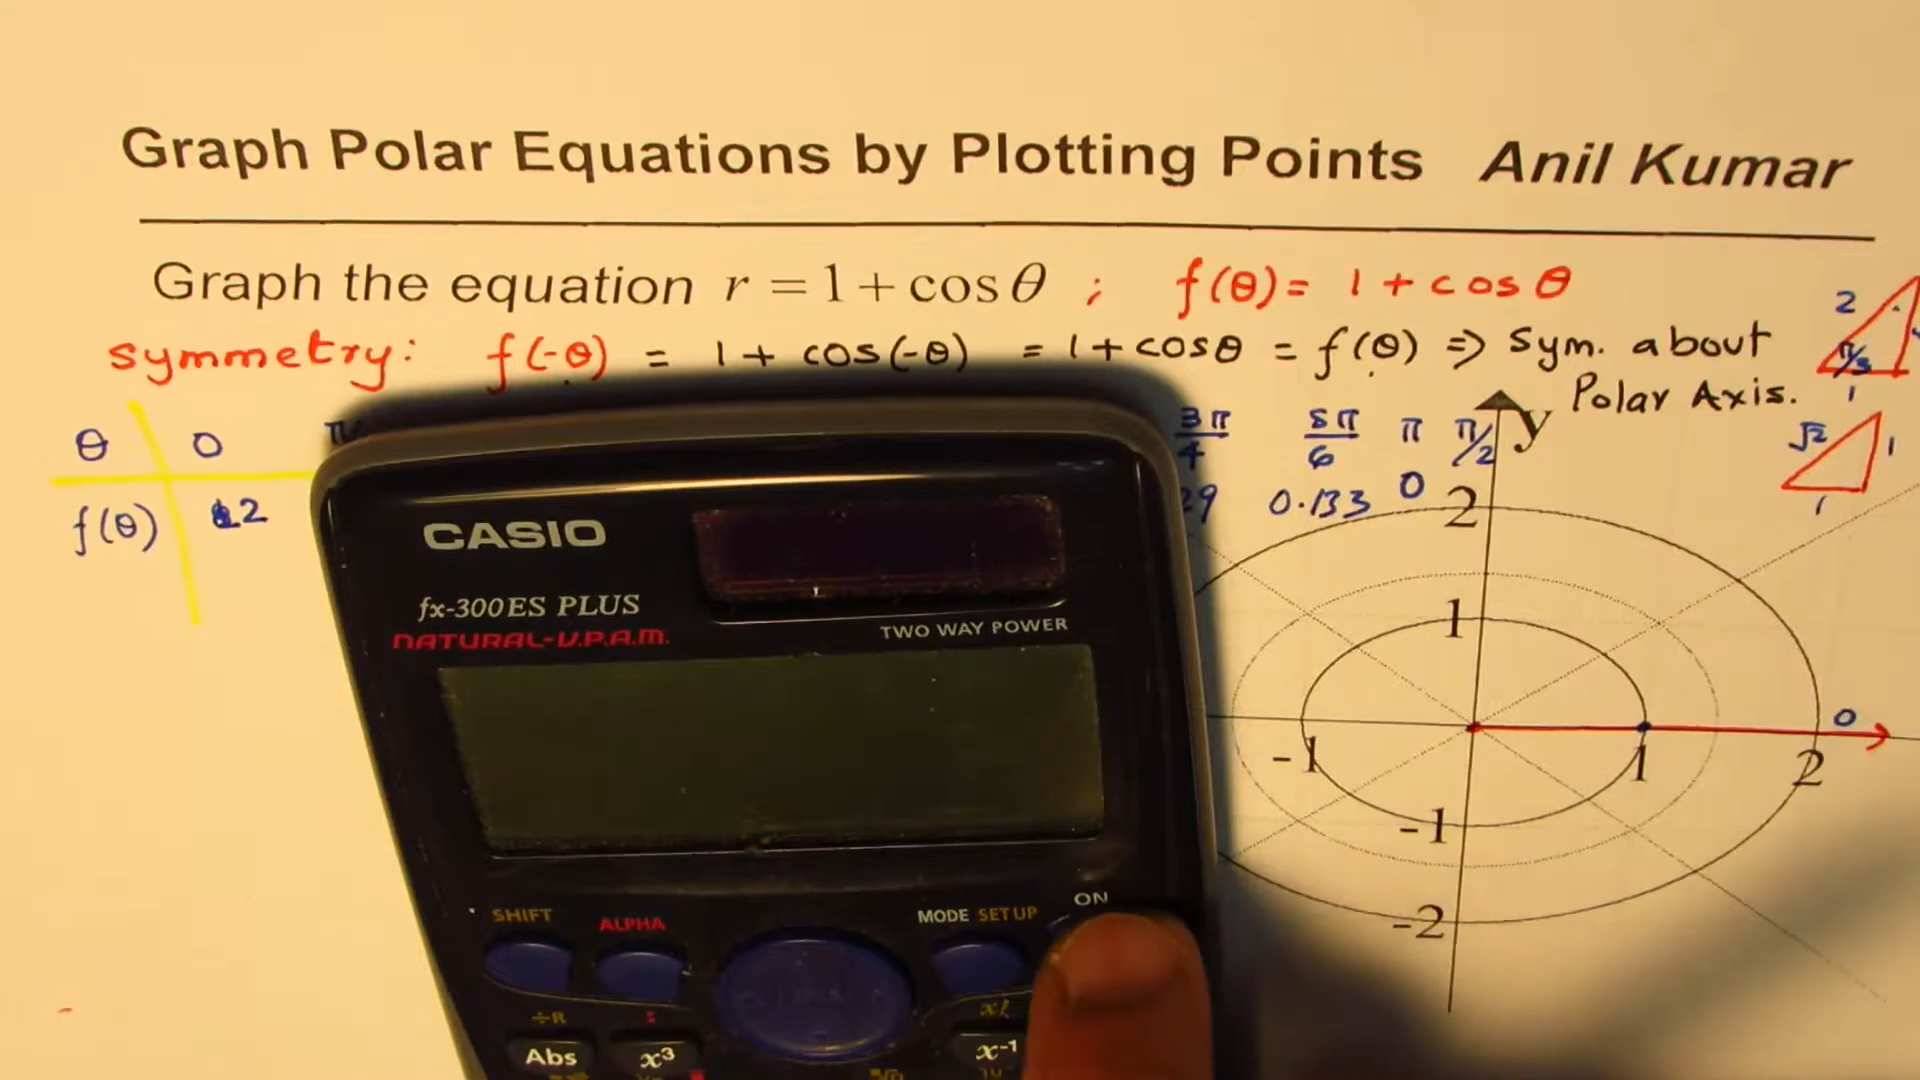 Graph Polar Equations by Plotting Points Anil Kumar
Graph the equation r = 1 + cos θ ; f(θ) = 1 + cos θ
symmetry: f(-θ) = 1 + cos(-θ) = 1 + cosθ = f(θ) => Sym. about
Polar Axis.
2
π/3
1
√2
1
1
θ 0 3π/4 5π/6 π π/2 y
f(θ) 2 29 0.133 0
2
1
-1 1 2 0
-1
-2
CASIO
fx-300ES PLUS
NATURAL-V.P.A.M.
TWO WAY POWER
SHIFT ALPHA MODE SETUP ON
÷R x!
Abs x³ x⁻¹